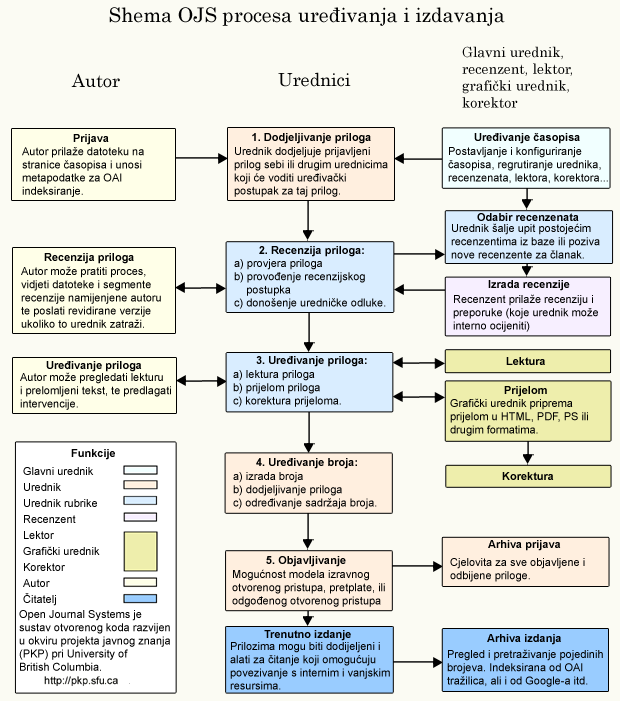 Shema OJS procesa uređivanja i izdavanja
Autor
Urednici
Glavni urednik,
recenzent, lektor,
grafički urednik,
korektor
Prijava
Autor prilaže datoteku na
stranice časopisa i unosi
metapodatke za OAI
indeksiranje.
1. Dodjeljivanje priloga
Urednik dodjeljuje prijavljeni
prilog sebi ili drugim urednicima
koji će voditi uređivački
postupak za taj prilog.
Uređivanje časopisa
Postavljanje i konfiguriranje
časopisa, regrutiranje urednika,
recenzenata, lektora, korektora...
Odabir recenzenata
Urednik šalje upit postojećim
recenzentima iz baze ili poziva
nove recenzente za članak.
Recenzija priloga
Autor može pratiti proces,
vidjeti datoteke i segmente
recenzije namijenjene autoru
te poslati revidirane verzije
ukoliko to urednik zatraži.
2. Recenzija priloga:
a) provjera priloga
b) provođenje recenzijskog
postupka
c) donošenje uredničke odluke.
Izrada recenzije
Recenzent prilaže recenziju i
preporuke (koje urednik može
interno ocijeniti)
Uređivanje priloga
Autor može pregledati lekturu
i prelomljeni tekst, te predlagati
intervencije.
3. Uređivanje priloga:
a) lektura priloga
b) prijelom priloga
c) korektura prijeloma.
Lektura
Prijelom
Grafički urednik priprema
prijelom u HTML, PDF, PS ili
drugim formatima.
Korektura
4. Uređivanje broja:
a) izrada broja
b) dodjeljivanje priloga
c) određivanje sadržaja broja.
5. Objavljivanje
Mogućnost modela izravnog
otvorenog pristupa, pretplate, ili
odgođenog otvorenog pristupa
Arhiva prijava
Cjelovita za sve objavljene i
odbijene priloge.
Trenutno izdanje
Prilozima mogu biti dodijeljeni i
alati za čitanje koji omogućuju
povezivanje s internim i vanjskim
resursima.
Arhiva izdanja
Pregled i pretraživanje pojedinih
brojeva. Indeksirana od OAI
tražilica, ali i od Google-a itd.
Funkcije
Glavni urednik
Urednik
Urednik rubrike
Recenzent
Lektor
Grafički urednik
Korektor
Autor
Čitatelj
Open Journal Systems je
sustav otvorenog koda razvijen
u okviru projekta javnog znanja
(PKP) pri University of
British Columbia.
http://pkp.sfu.ca